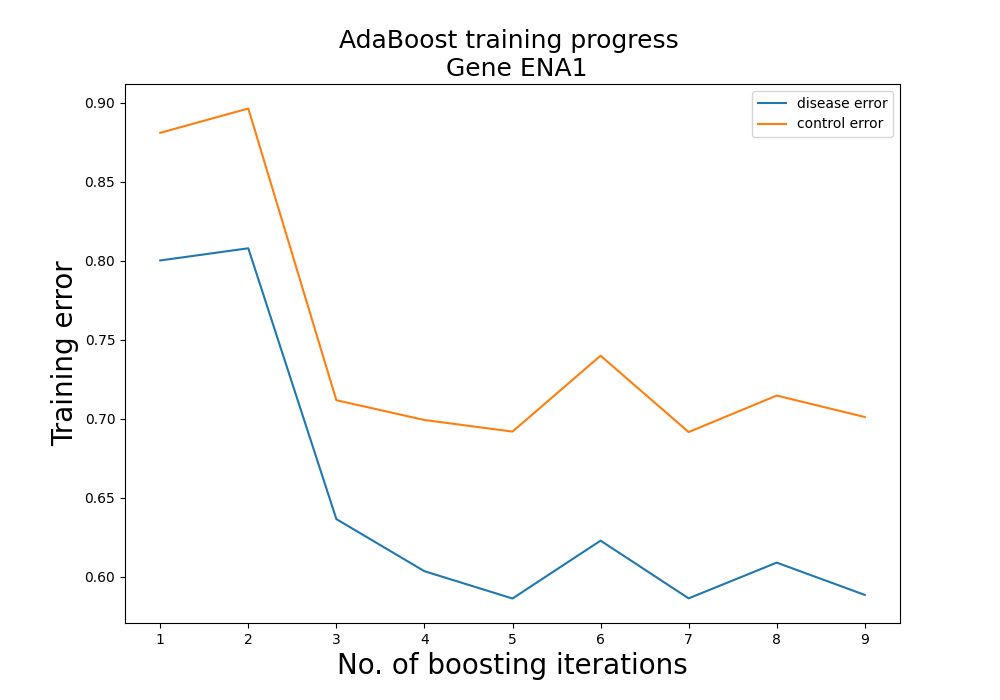 AdaBoost training progress
Gene ENA1
disease error
control error
Training error
0.90
0.85
0.80
0.75
0.70
0.65
0.60
1 2 3 4 5 6 7 8 9
No. of boosting iterations